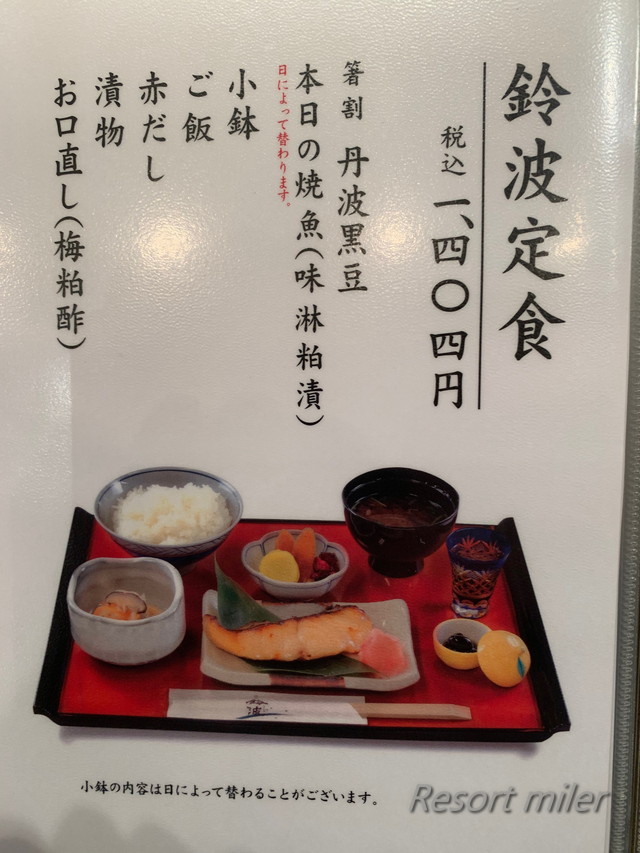 鈴波定食
税込 一、四〇四円
箸割 丹波黒豆
本日の焼魚(味淋粕漬)
日によって替わります。
小鉢
ご飯
赤だし
漬物
お口直し(梅粕酢)
波
小鉢の内容は日によって替わることがございます。
Resort miler